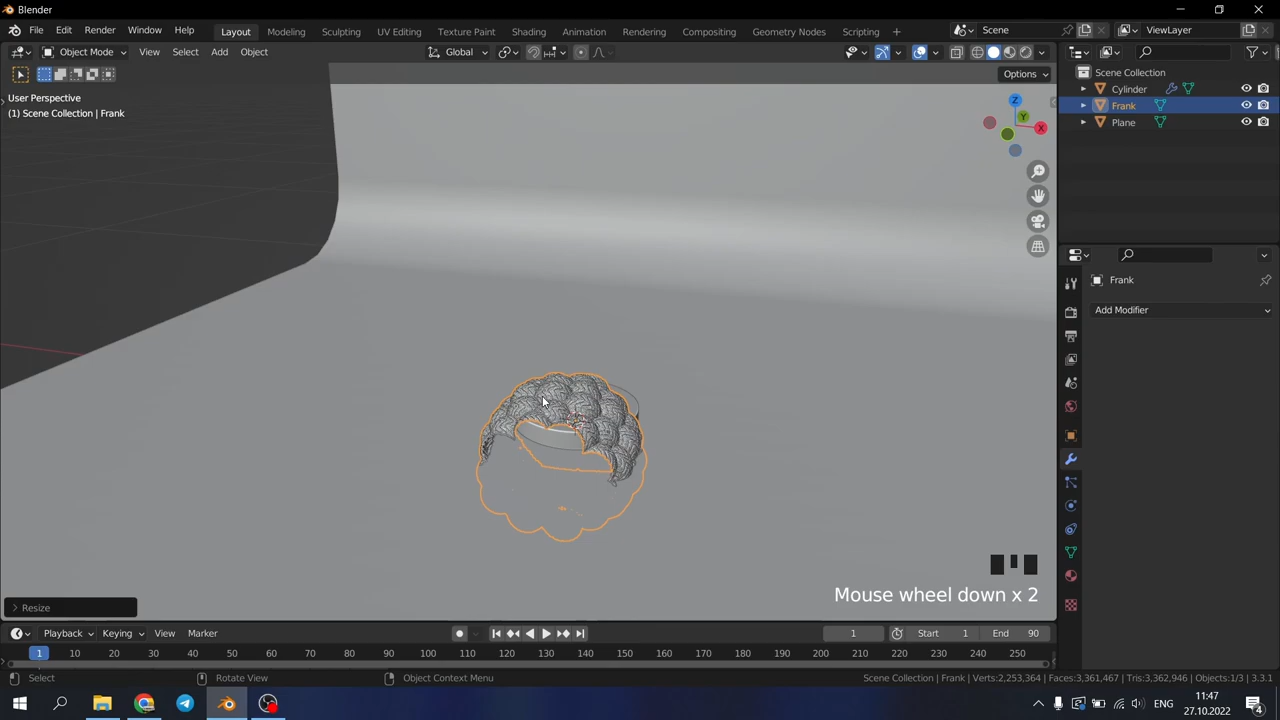 Blender
File Edit Render Window Help Layout Modeling Sculpting UV Editing Texture Paint Shading Animation Rendering Compositing Geometry Nodes Scripting + Scene ViewLayer
Object Mode View Select Add Object Global
Options
User Perspective
(1) Scene Collection | Frank
Z
Y
X
Scene Collection
Cylinder
Frank
Plane
Frank
Add Modifier
Mouse wheel down x 2
Resize
Playback Keying View Marker 1 Start 1 End 90
1 10 20 30 40 50 60 70 80 90 100 110 120 130 140 150 160 170 180 190 200 210 220 230 240 250
Select Rotate View Object Context Menu Scene Collection | Frank | Verts:2,253,364 | Faces:3,361,467 | Tris:3,362,946 | Objects:1/3 | 3.3.1
ENG 11:47
27.10.2022 4